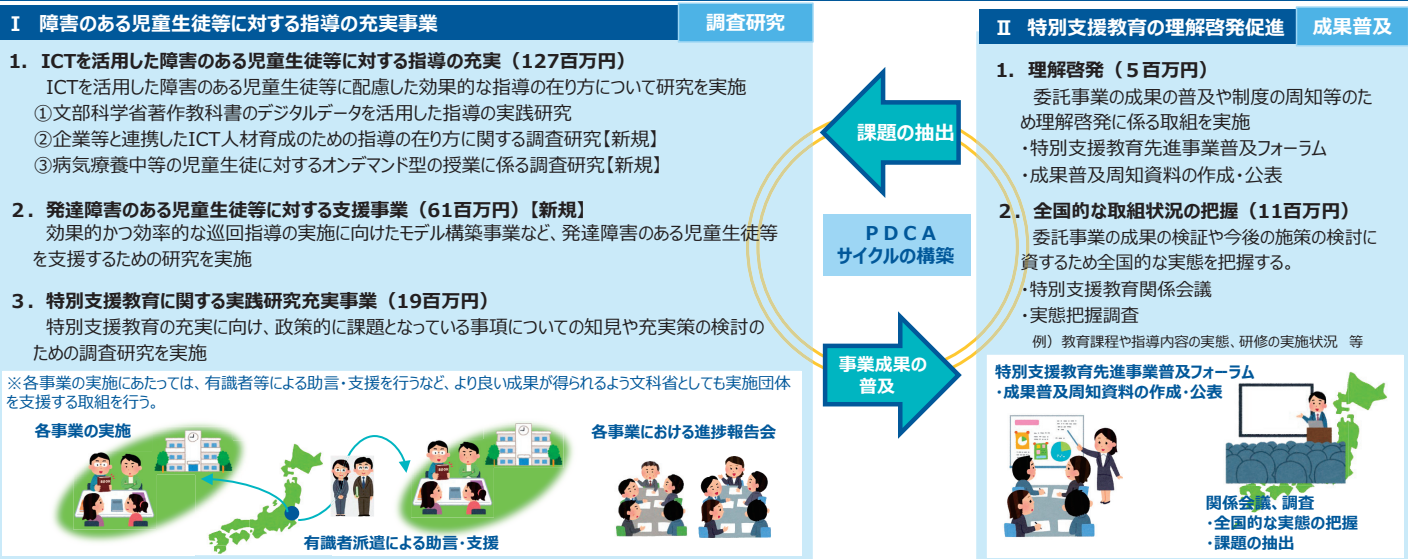 Ⅰ 障害のある児童生徒等に対する指導の充実事業
調査研究
1．ICTを活用した障害のある児童生徒等に対する指導の充実（127百万円）
ICTを活用した障害のある児童生徒等に配慮した効果的な指導の在り方について研究を実施
①文部科学省著作教科書のデジタルデータを活用した指導の実践研究
②企業等と連携したICT人材育成のための指導の在り方に関する調査研究【新規】
③病気療養中等の児童生徒に対するオンデマンド型の授業に係る調査研究【新規】
２．発達障害のある児童生徒等に対する支援事業（61百万円）【新規】
効果的かつ効率的な巡回指導の実施に向けたモデル構築事業など、発達障害のある児童生徒等
を支援するための研究を実施
３．特別支援教育に関する実践研究充実事業（19百万円）
特別支援教育の充実に向け、政策的に課題となっている事項についての知見や充実策の検討の
ための調査研究を実施
※各事業の実施にあたっては、有識者等による助言・支援を行うなど、より良い成果が得られるよう文科省としても実施団体
を支援する取組を行う。
各事業の実施
有識者派遣による助言・支援
各事業における進捗報告会
課題の抽出
ＰＤＣＡ
サイクルの構築
事業成果の
普及
Ⅱ 特別支援教育の理解啓発促進
成果普及
1．理解啓発（５百万円）
委託事業の成果の普及や制度の周知等のた
め理解啓発に係る取組を実施
・特別支援教育先進事業普及フォーラム
・成果普及周知資料の作成・公表
２．全国的な取組状況の把握（11百万円）
委託事業の成果の検証や今後の施策の検討に
資するため全国的な実態を把握する。
・特別支援教育関係会議
・実態把握調査
例）教育課程や指導内容の実態、研修の実施状況 等
特別支援教育先進事業普及フォーラム
・成果普及周知資料の作成・公表
関係会議、調査
・全国的な実態の把握
・課題の抽出